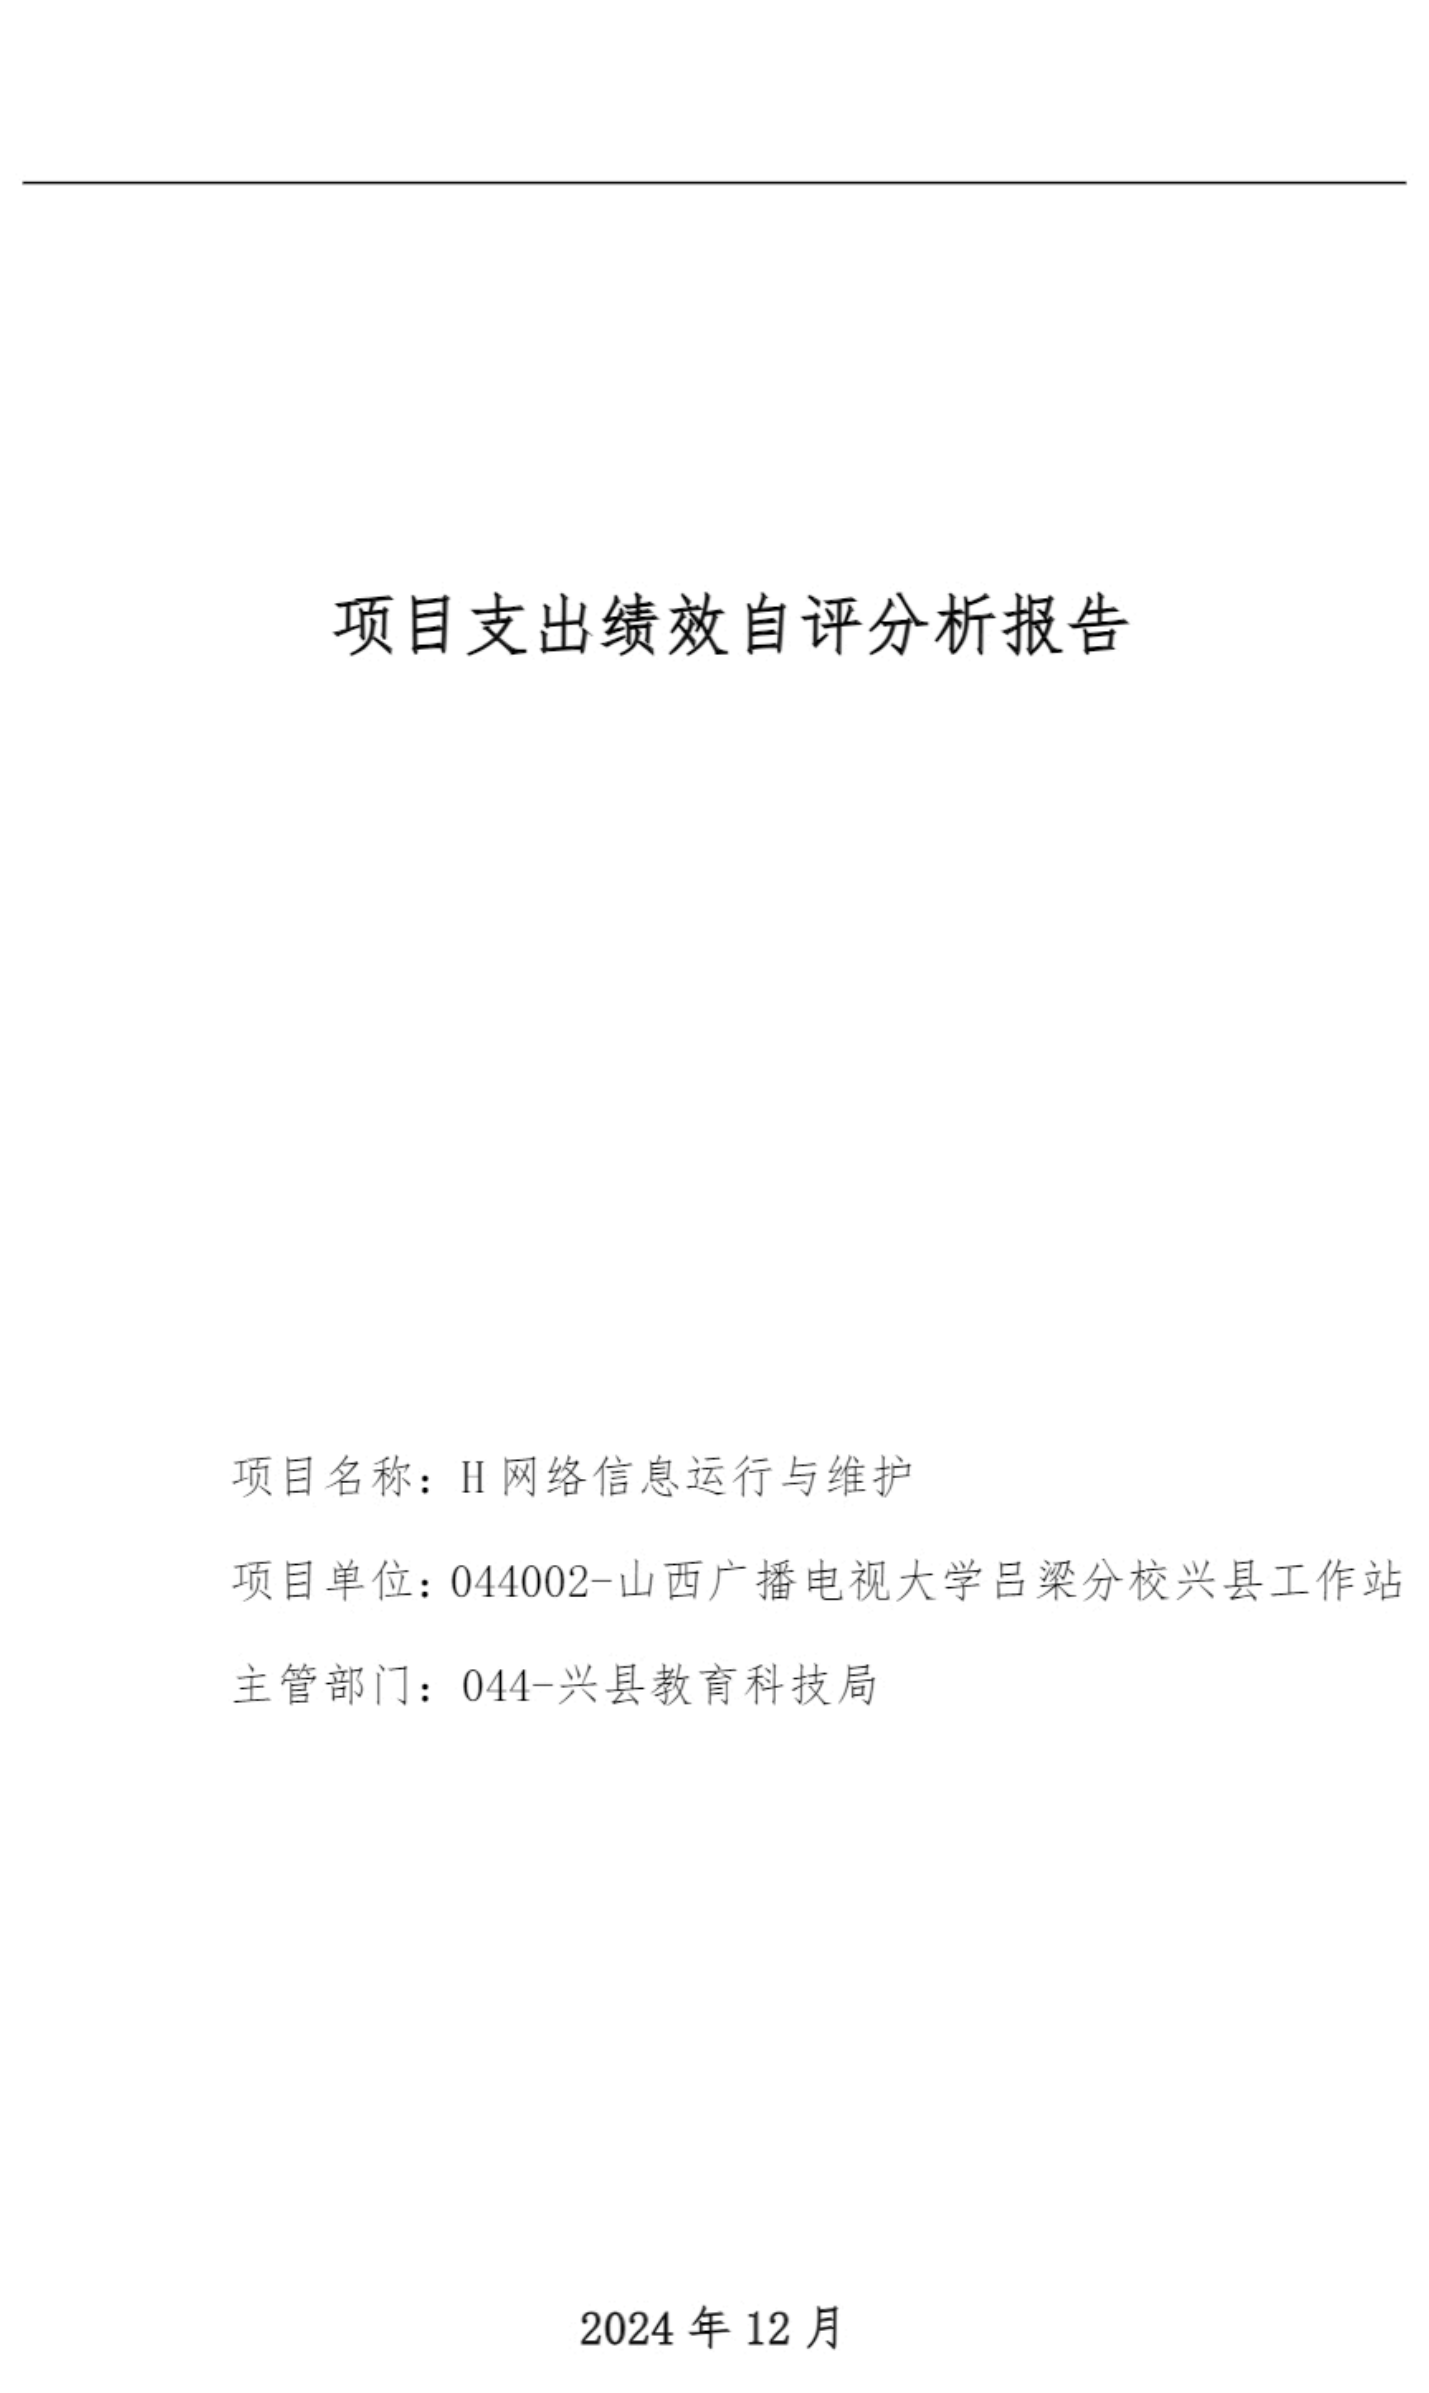 项目支出绩效自评分析报告
项目名称：H 网络信息运行与维护
项目单位：044002-山西广播电视大学吕梁分校兴县工作站
主管部门：044-兴县教育科技局
2024 年 12 月